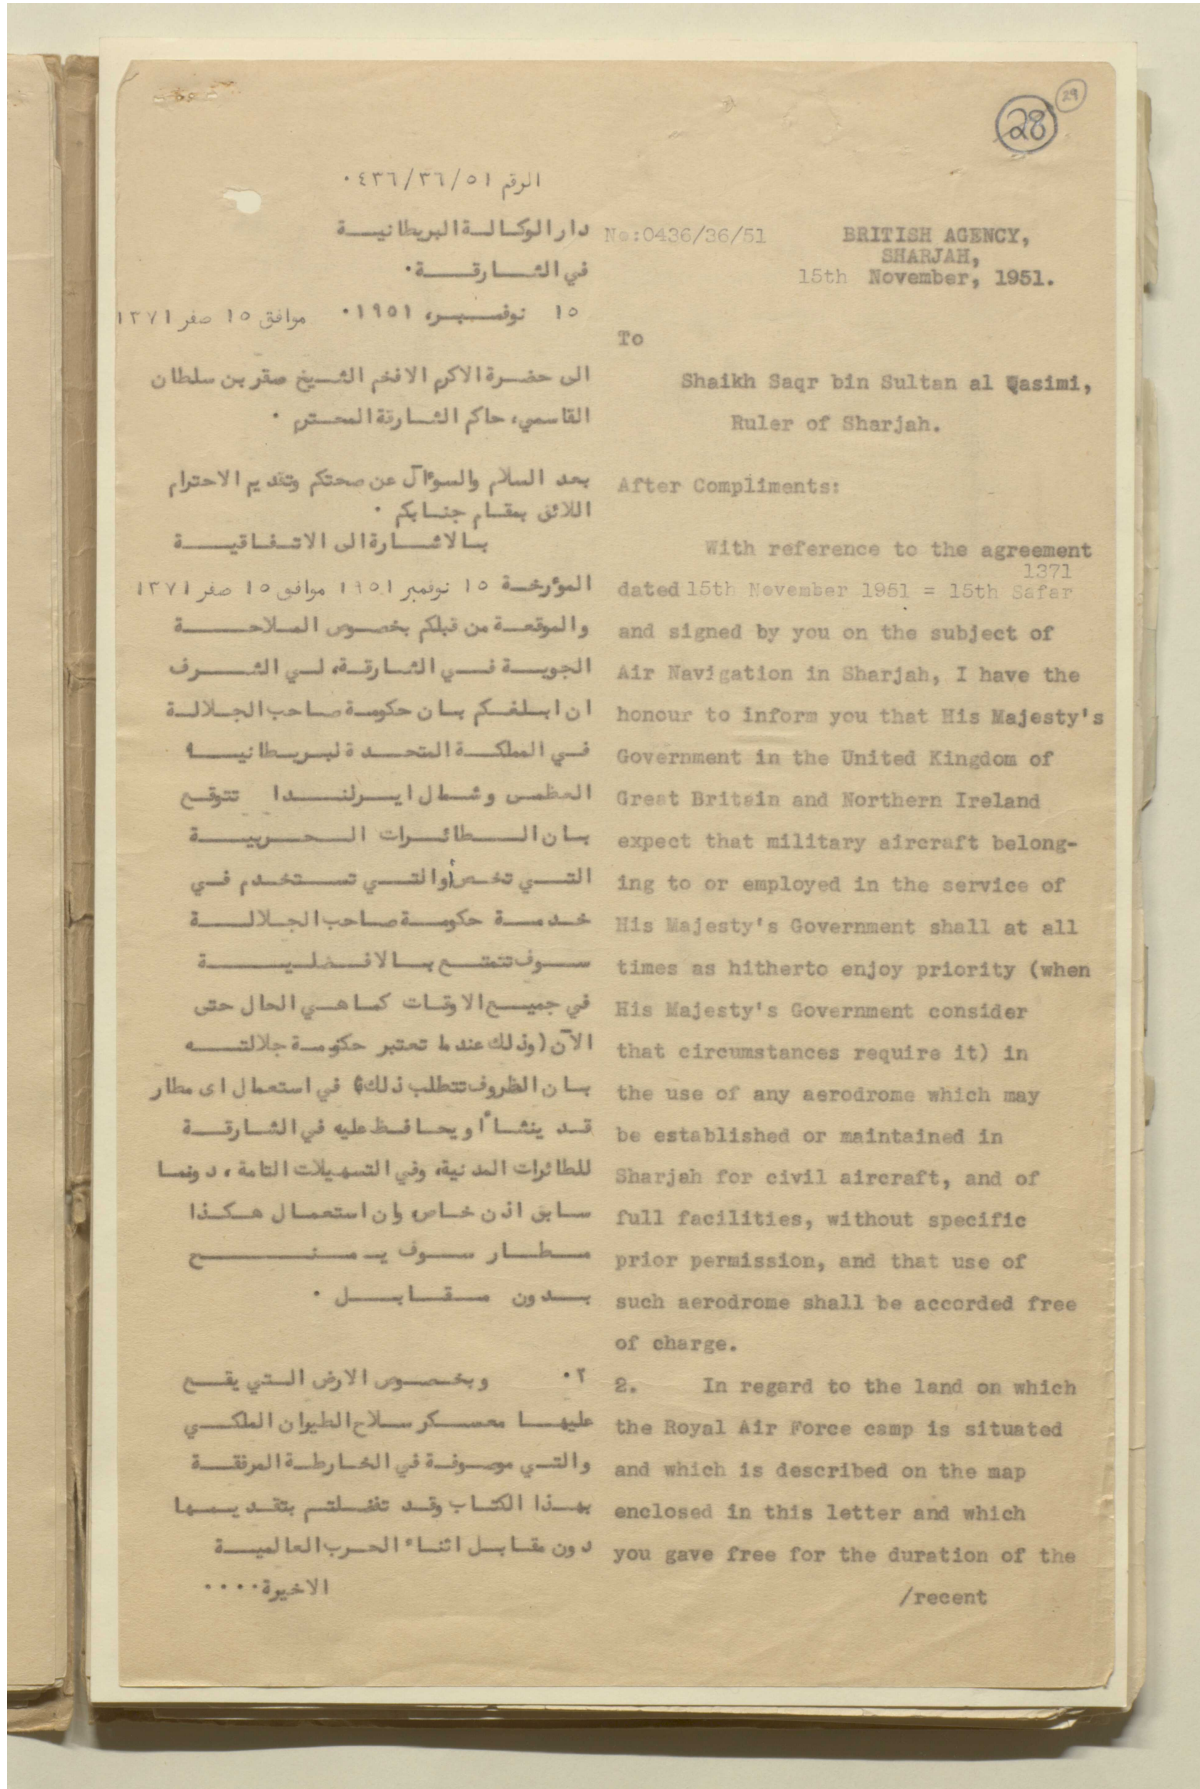 28
29
الرقم ٠٤٣٦/٣٦/٥١
دار الوكالة البريطانية
في الشارقة٠
١٥ نوفمبر، ١٩٥١٠ موافق ١٥ صفر ١٣٧١
الى حضرة الاكرم الافخم الشيخ صقر بن سلطان
القاسمي، حاكم الشارقة المحترم ٠
بعد السلام والسوءال عن صحتكم وتقديم الاحترام
اللائق بمقام جنابكم ٠
بالاشارة الى الاتفاقية
المؤرخة ١٥ نوفمبر ١٩٥١ موافق ١٥ صفر ١٣٧١
والموقعة من قبلكم بخصوص الملاحة
الجوية في الشارقة، لي الشرف
ان ابلغكم بان حكومة صاحب الجلالة
في المملكة المتحدة لبريطانيه
العظمى وشمال ايرلندا تتوقع
بان الطائرات الحربية
التي تخص أوالتي تستخدم في
خدمة حكومة صاحب الجلالة
سوف تتمتع بالافضلية
في جميع الاوقات كما هي الحال حتى
الآن (وذلك عندما تعتبر حكومة جلالته
بان الظروف تتطلب ذلك) في استعمال اى مطار
قد ينشأ او يحافظ عليه في الشارقة
للطائرات المدنية، وفي التسهيلات التامة، دونما
سابق اذن خاص، وان استعمال هكذا
مطار سوف يمنح
بدون مقابل ٠
٢٠ وبخصوص الارض التي يقع
عليها معسكر سلاح الطيران الملكي
والتي موصوفة في الخارطة المرفقة
بهذا الكتاب وقد تفضلتم بتقديمها
دون مقابل اثناء الحرب العالمية
الاخيرة٠٠٠٠
No:0436/36/51
BRITISH AGENCY,
SHARJAH,
15th November, 1951.
To
Shaikh Saqr bin Sultan al Qasimi,
Ruler of Sharjah.
After Compliments:
With reference to the agreement
1371
dated 15th November 1951 = 15th Safar
and signed by you on the subject of
Air Navigation in Sharjah, I have the
honour to inform you that His Majesty's
Government in the United Kingdom of
Great Britain and Northern Ireland
expect that military aircraft belong-
ing to or employed in the service of
His Majesty's Government shall at all
times as hitherto enjoy priority (when
His Majesty's Government consider
that circumstances require it) in
the use of any aerodrome which may
be established or maintained in
Sharjah for civil aircraft, and of
full facilities, without specific
prior permission, and that use of
such aerodrome shall be accorded free
of charge.
2. In regard to the land on which
the Royal Air Force camp is situated
and which is described on the map
enclosed in this letter and which
you gave free for the duration of the
/recent